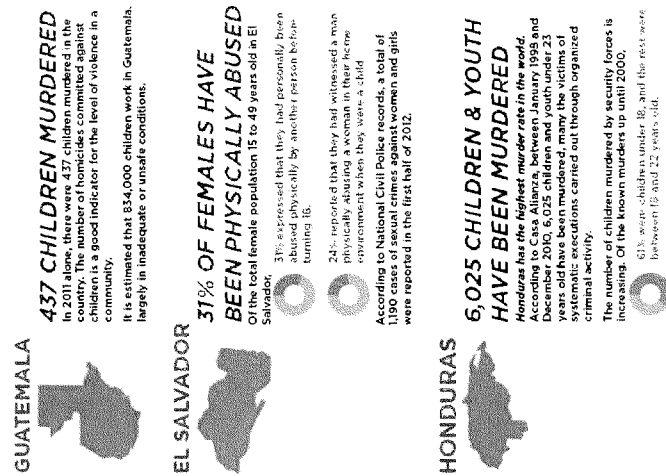 GUATEMALA
437 CHILDREN MURDERED
In 2011 alone, there were 437 children murdered in the
country. The number of homicides committed against
children is a good indicator for the level of violence in a
community.
It is estimated that 834,000 children work in Guatemala,
largely in inadequate or unsafe conditions.
EL SALVADOR
31% OF FEMALES HAVE
BEEN PHYSICALLY ABUSED
Of the total female population 15 to 49 years old in El
Salvador,
31% expressed that they had personally been
abused physically by another person before
turning 18.
24% reported that they had witnessed a man
physically abusing a woman in their home
environment when they were a child
According to National Civil Police records, a total of
1,190 cases of sexual crimes against women and girls
were reported in the first half of 2012.
HONDURAS
6,025 CHILDREN & YOUTH
HAVE BEEN MURDERED
Honduras has the highest murder rate in the world.
According to Casa Alianza, between January 1998 and
December 2010, 6,025 children and youth under 23
years old have been murdered, many the victims of
systematic executions carried out through organized
criminal activity.
The number of children murdered by security forces is
increasing. Of the known murders up until 2000,
61% were children under 18, and the rest were
between 18 and 22 years old.